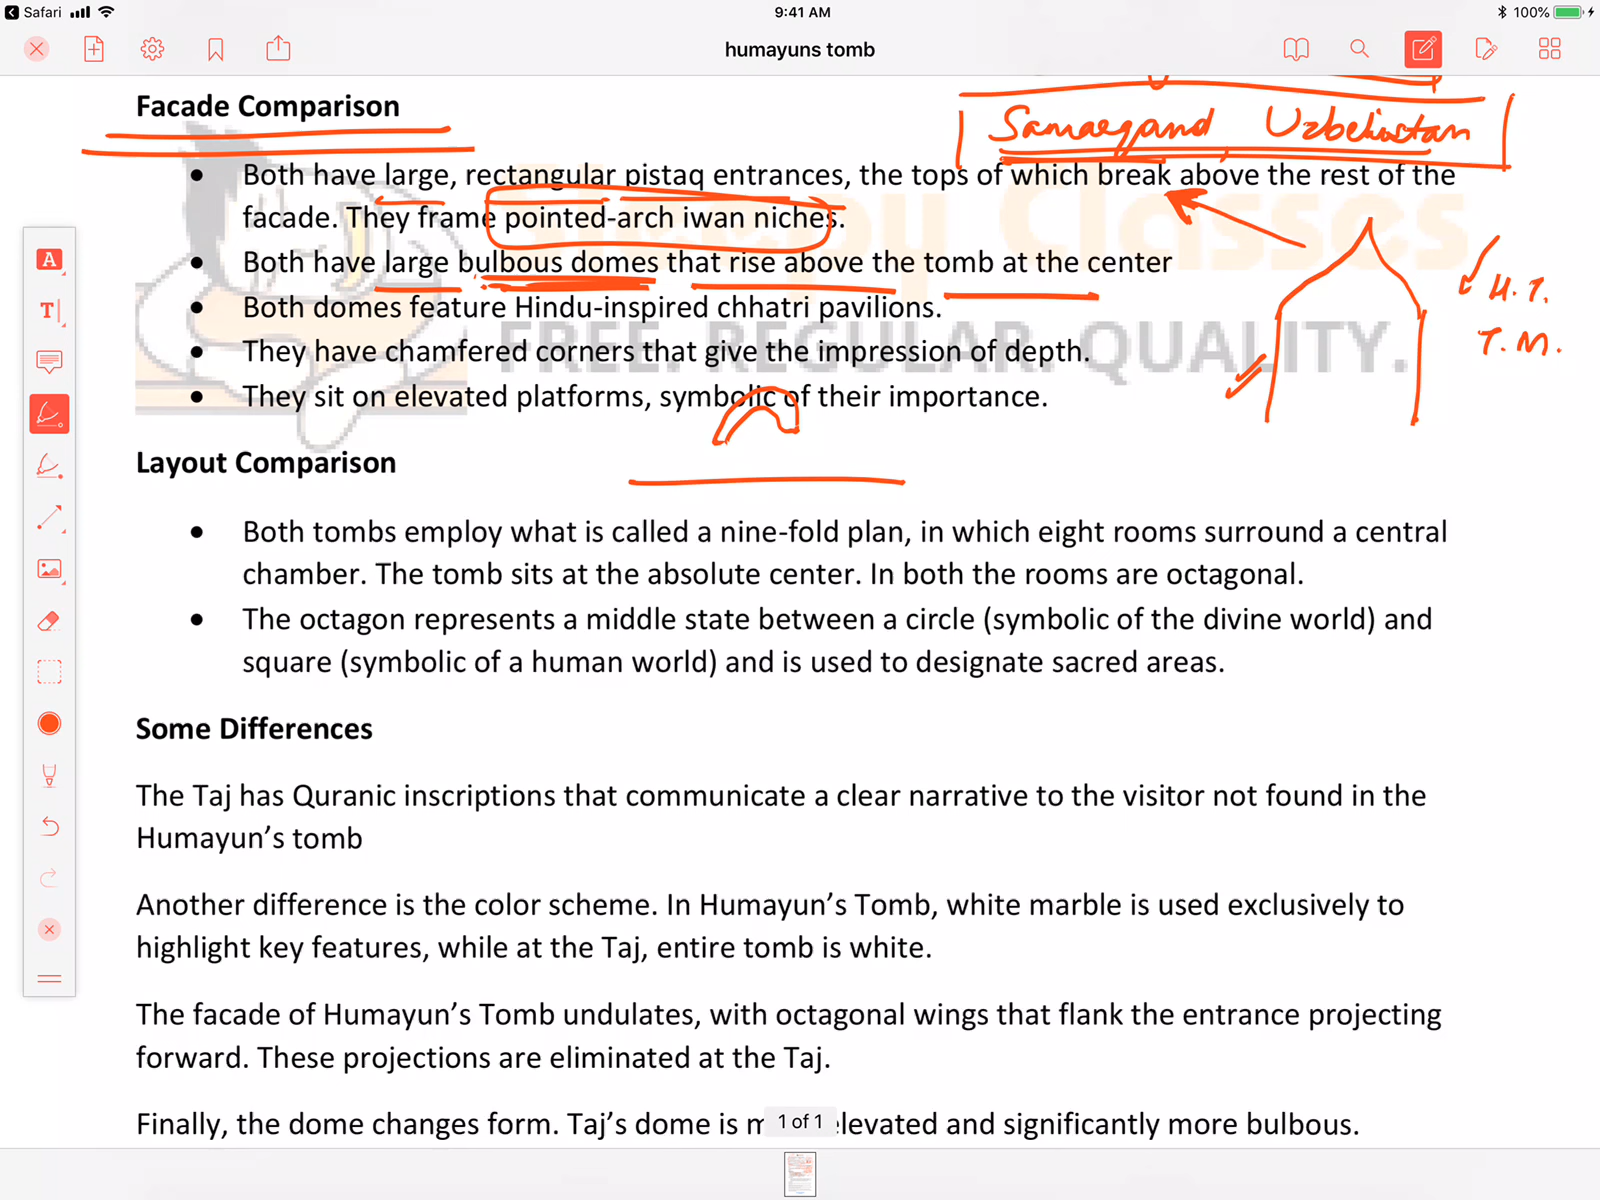 Safari
9:41 AM
100%
humayuns tomb
Facade Comparison
Samargand Uzbekistan
• Both have large, rectangular pistaq entrances, the tops of which break above the rest of the
facade. They frame pointed-arch iwan niches.
• Both have large bulbous domes that rise above the tomb at the center
H.T.
• Both domes feature Hindu-inspired chhatri pavilions.
T.M.
• They have chamfered corners that give the impression of depth.
• They sit on elevated platforms, symbolic of their importance.
Classes
FREE. REGULAR. QUALITY.
Layout Comparison
• Both tombs employ what is called a nine-fold plan, in which eight rooms surround a central
chamber. The tomb sits at the absolute center. In both the rooms are octagonal.
• The octagon represents a middle state between a circle (symbolic of the divine world) and
square (symbolic of a human world) and is used to designate sacred areas.
Some Differences
The Taj has Quranic inscriptions that communicate a clear narrative to the visitor not found in the
Humayun's tomb
Another difference is the color scheme. In Humayun's Tomb, white marble is used exclusively to
highlight key features, while at the Taj, entire tomb is white.
The facade of Humayun's Tomb undulates, with octagonal wings that flank the entrance projecting
forward. These projections are eliminated at the Taj.
Finally, the dome changes form. Taj's dome is 1 of 1 elevated and significantly more bulbous.
A
T